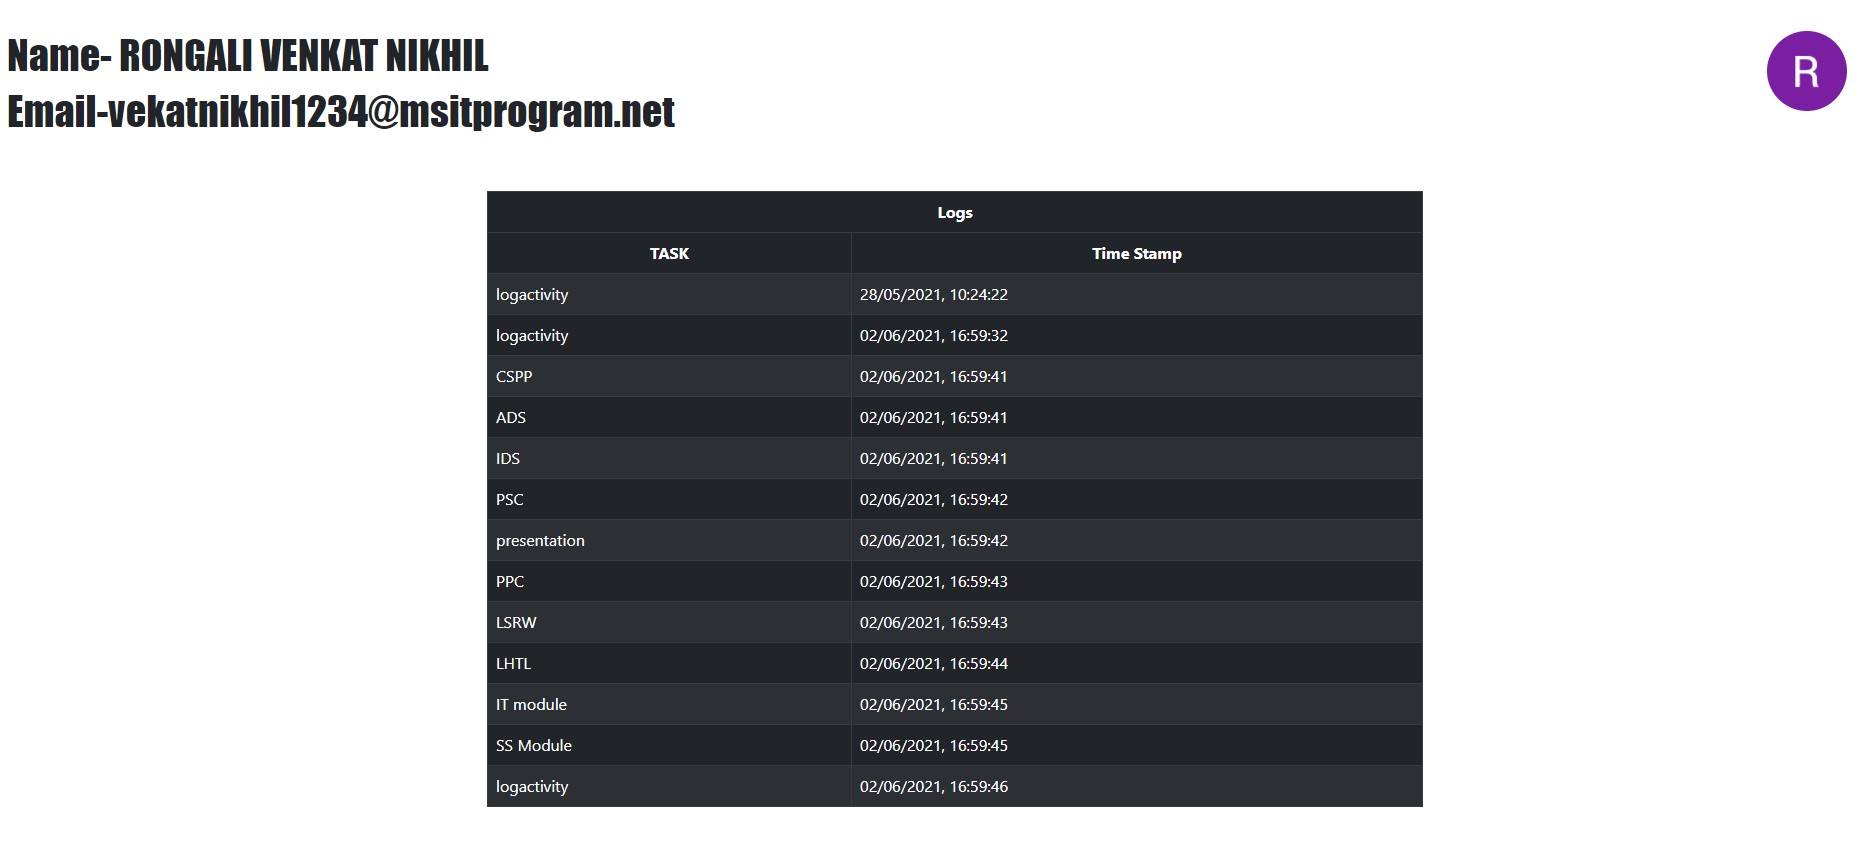 Name- RONGALI VENKAT NIKHIL
R
Email-vekatnikhil1234@msitprogram.net
Logs
TASK Time Stamp
logactivity 28/05/2021, 10:24:22
logactivity 02/06/2021, 16:59:32
CSPP 02/06/2021, 16:59:41
ADS 02/06/2021, 16:59:41
IDS 02/06/2021, 16:59:41
PSC 02/06/2021, 16:59:42
presentation 02/06/2021, 16:59:42
PPC 02/06/2021, 16:59:43
LSRW 02/06/2021, 16:59:43
LHTL 02/06/2021, 16:59:44
IT module 02/06/2021, 16:59:45
SS Module 02/06/2021, 16:59:45
logactivity 02/06/2021, 16:59:46